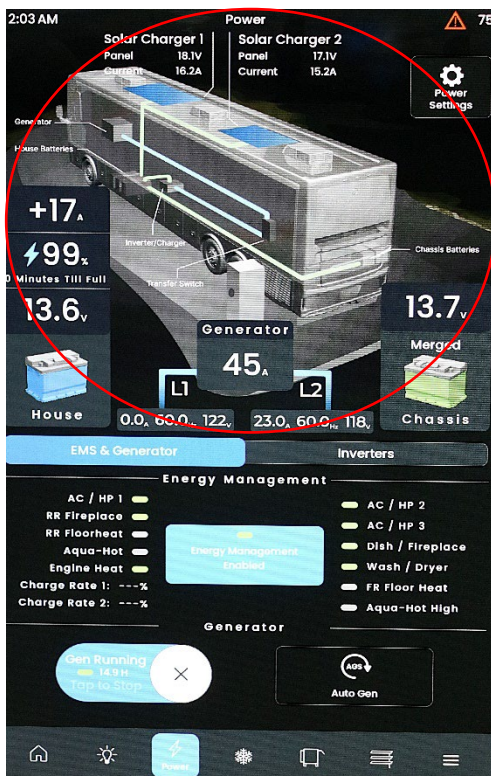 2:03 AM Power 75
Solar Charger 1 Solar Charger 2
Panel 18.1V Panel 17.1V
Current 16.2A Current 15.2A
Power
Settings
Generator
House Batteries
+17A
99%
0 Minutes Till Full
13.6V
House
Inverter/Charger
Transfer Switch
Chassis Batteries
13.7V
Merged
Chassis
Generator
45A
L1 L2
0.0A 60.0Hz 122V 23.0A 60.0Hz 118V
EMS & Generator Inverters
Energy Management
AC / HP 1
RR Fireplace
RR Floorheat
Aqua-Hot
Engine Heat
Charge Rate 1: ---%
Charge Rate 2: ---%
Energy Management
Enabled
AC / HP 2
AC / HP 3
Dish / Fireplace
Wash / Dryer
FR Floor Heat
Aqua-Hot High
Generator
Gen Running
14.9 H
Tap to Stop
AGS
Auto Gen
Power